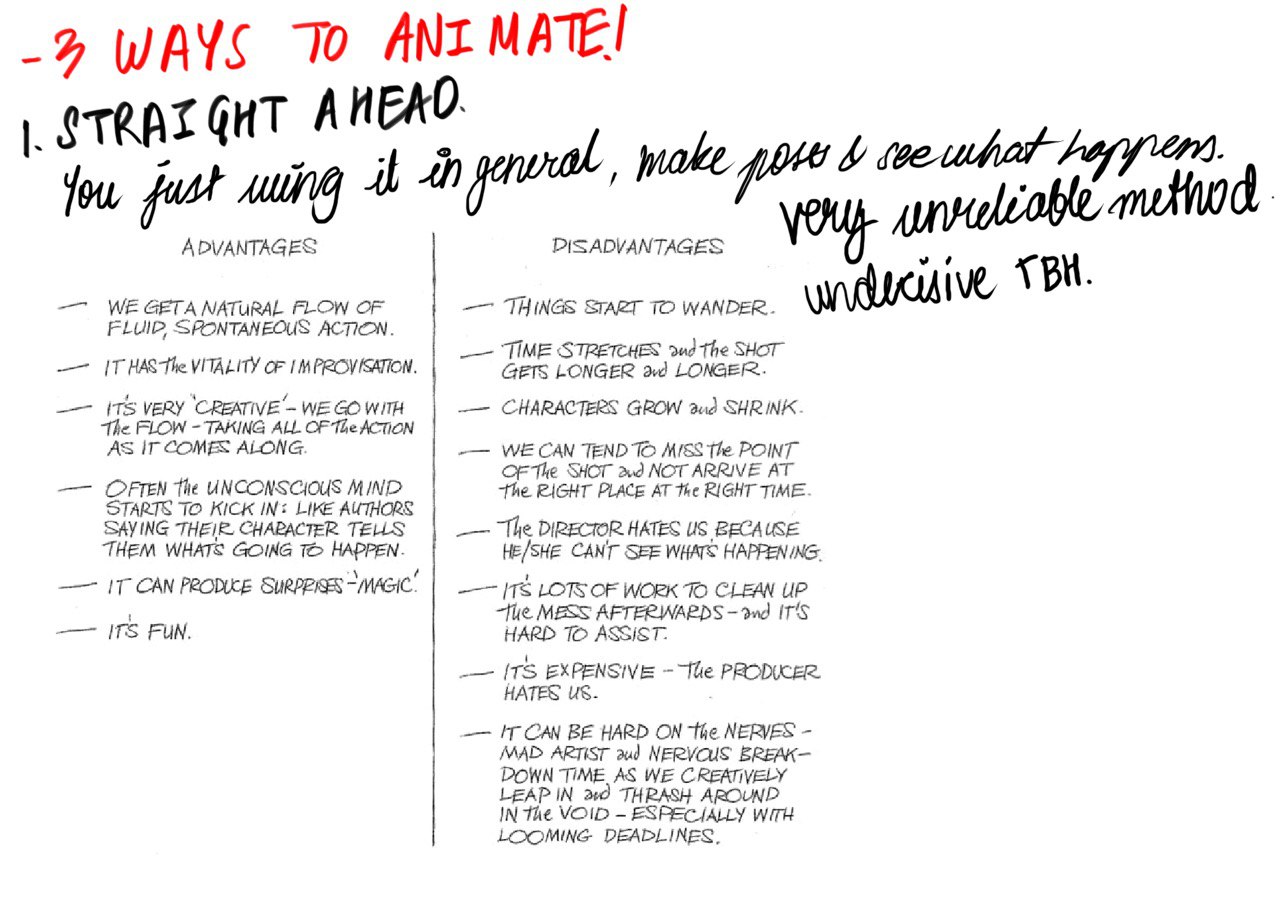 - 3 WAYS TO ANIMATE!
1. STRAIGHT AHEAD.
You just wing it in general, make poses & see what happens.
very unreliable method.
undecisive TBH.
ADVANTAGES
— WE GET A NATURAL FLOW OF
FLUID, SPONTANEOUS ACTION.
— IT HAS the VITALITY OF IMPROVISATION.
— IT'S VERY 'CREATIVE' – WE GO WITH
the FLOW – TAKING ALL OF the ACTION
AS IT COMES ALONG.
— OFTEN the UNCONSCIOUS MIND
STARTS TO KICK IN: LIKE AUTHORS
SAYING THEIR CHARACTER TELLS
THEM WHAT'S GOING TO HAPPEN.
— IT CAN PRODUCE SURPRISES – 'MAGIC'.
— IT'S FUN.
DISADVANTAGES
— THINGS START TO WANDER.
— TIME STRETCHES and the SHOT
GETS LONGER and LONGER.
— CHARACTERS GROW and SHRINK.
— WE CAN TEND TO MISS the POINT
OF the SHOT and NOT ARRIVE AT
the RIGHT PLACE AT the RIGHT TIME.
— The DIRECTOR HATES US BECAUSE
HE/SHE CAN'T SEE WHAT'S HAPPENING.
— IT'S LOTS OF WORK TO CLEAN UP
the MESS AFTERWARDS – and IT'S
HARD TO ASSIST.
— IT'S EXPENSIVE – The PRODUCER
HATES US.
— IT CAN BE HARD ON the NERVES –
MAD ARTIST and NERVOUS BREAK–
DOWN TIME AS WE CREATIVELY
LEAP IN and THRASH AROUND
IN the VOID – ESPECIALLY WITH
LOOMING DEADLINES.